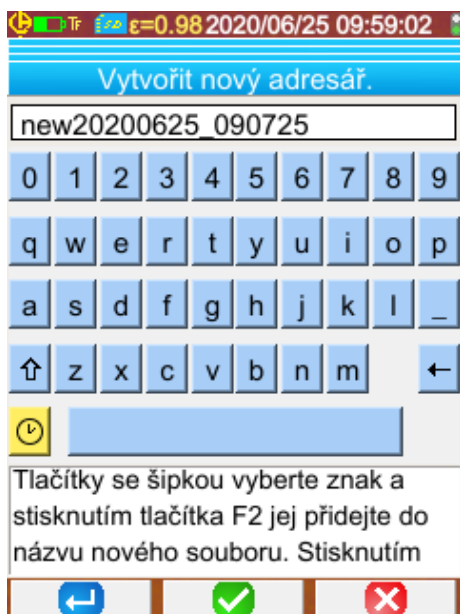 TF ε=0.98 2020/06/25 09:59:02
Vytvořit nový adresář.
new20200625_090725
0 1 2 3 4 5 6 7 8 9
q w e r t y u i o p
a s d f g h j k l _
z x c v b n m
Tlačítky se šipkou vyberte znak a
stisknutím tlačítka F2 jej přidejte do
názvu nového souboru. Stisknutím